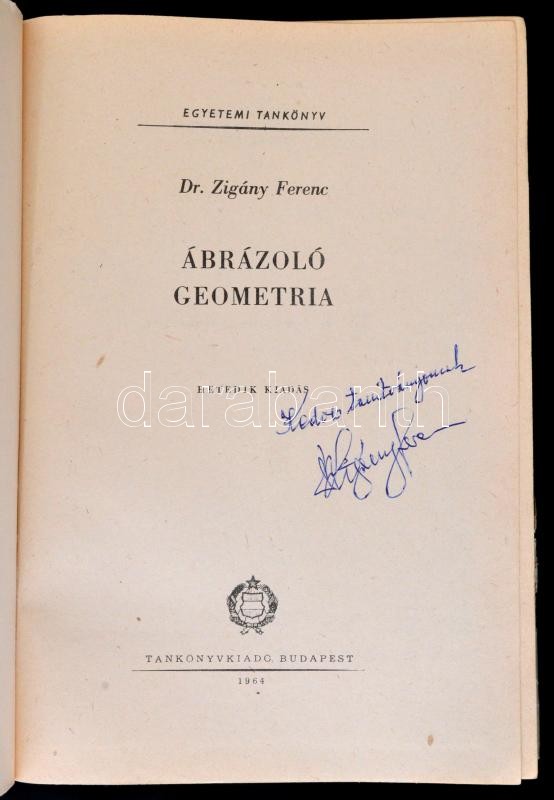 EGYETEMI TANKÖNYV
Dr. Zigány Ferenc
ÁBRÁZOLÓ
GEOMETRIA
HETEDIK KIADÁS
darabanth
Kedves tanítványomnak
TANKÖNYVKIADÓ, BUDAPEST
1964